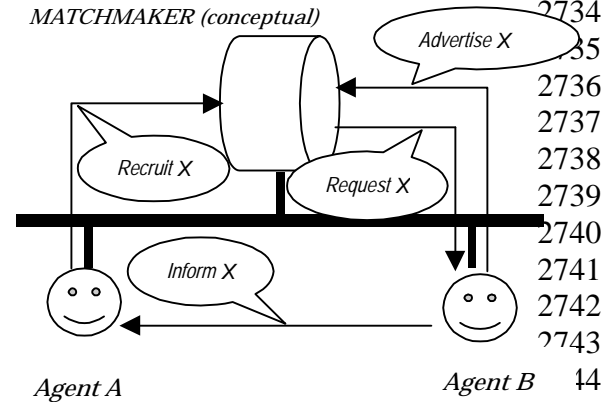 MATCHMAKER (conceptual)
2734
Advertise X
35
2736
2737
Recruit X
2738
Request X
2739
2740
Inform X
2741
2742
2743
Agent A
Agent B
44